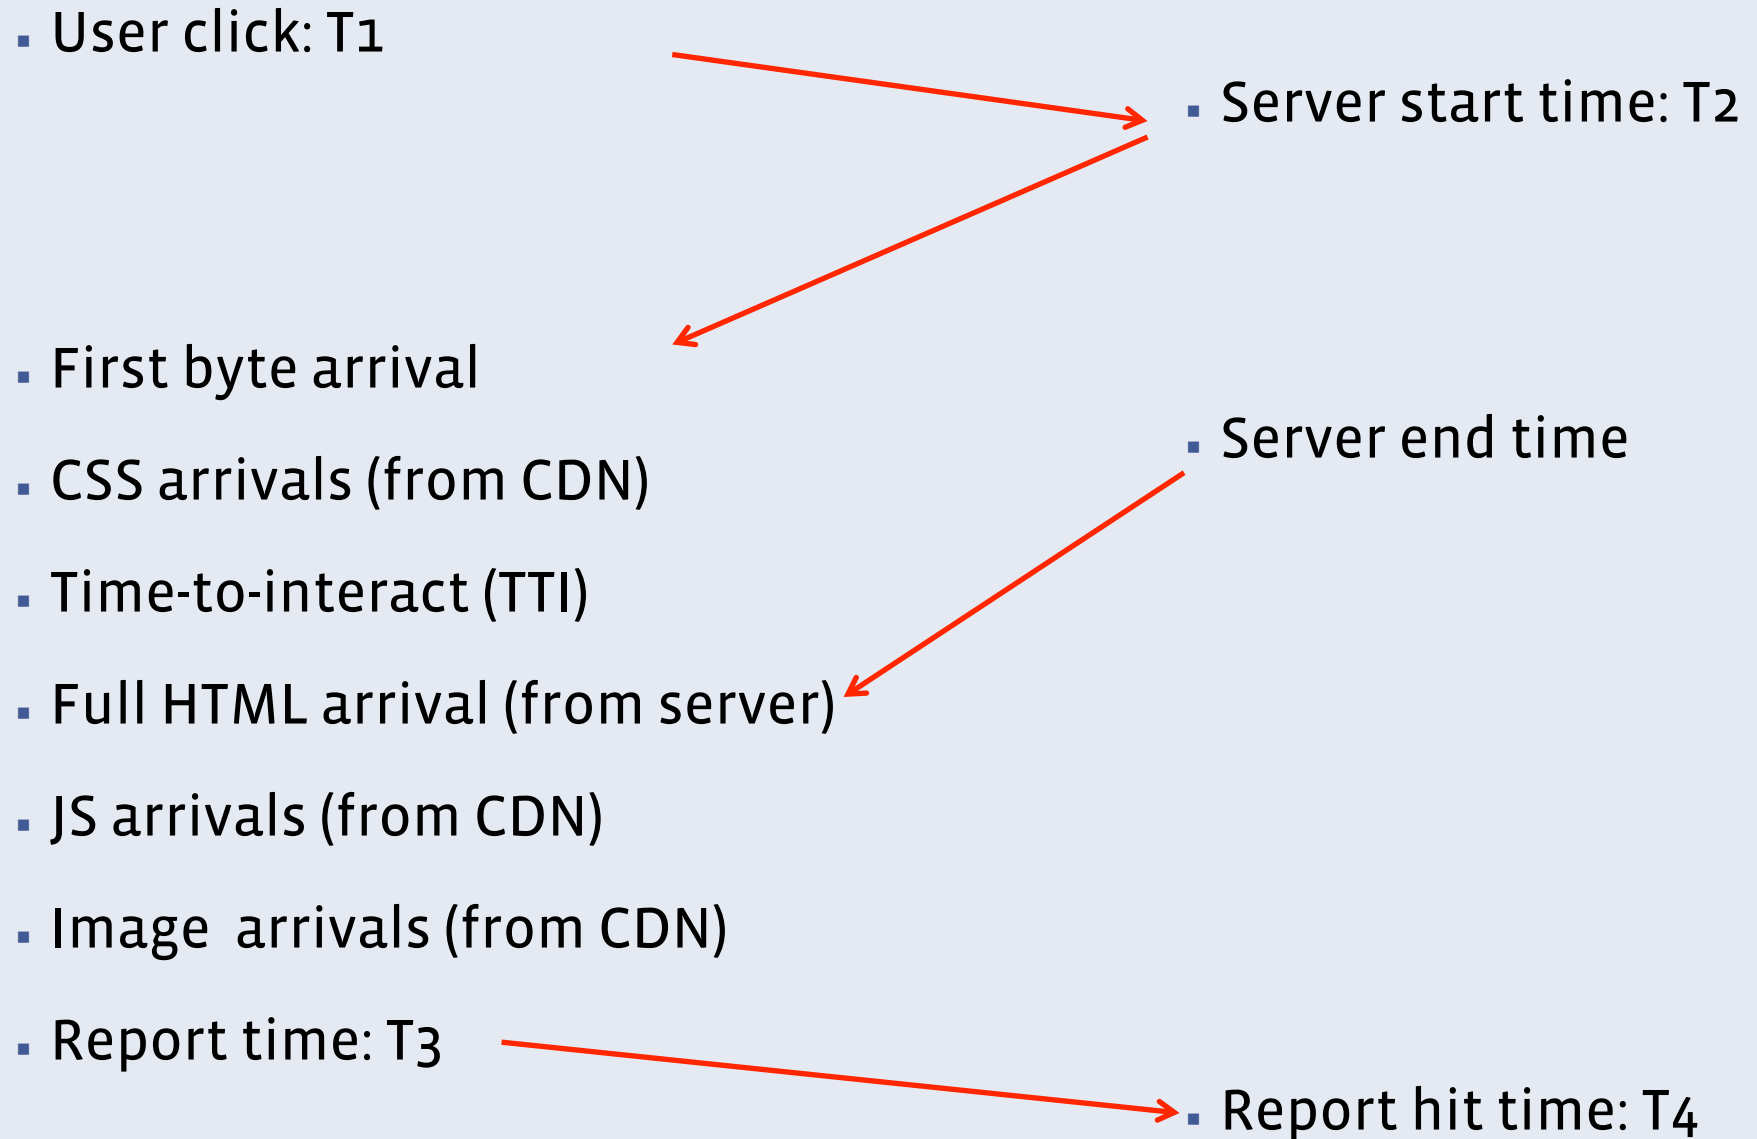 User click: T1
Server start time: T2
First byte arrival
Server end time
CSS arrivals (from CDN)
Time-to-interact (TTI)
Full HTML arrival (from server)
JS arrivals (from CDN)
Image  arrivals (from CDN)
Report time: T3
Report hit time: T4